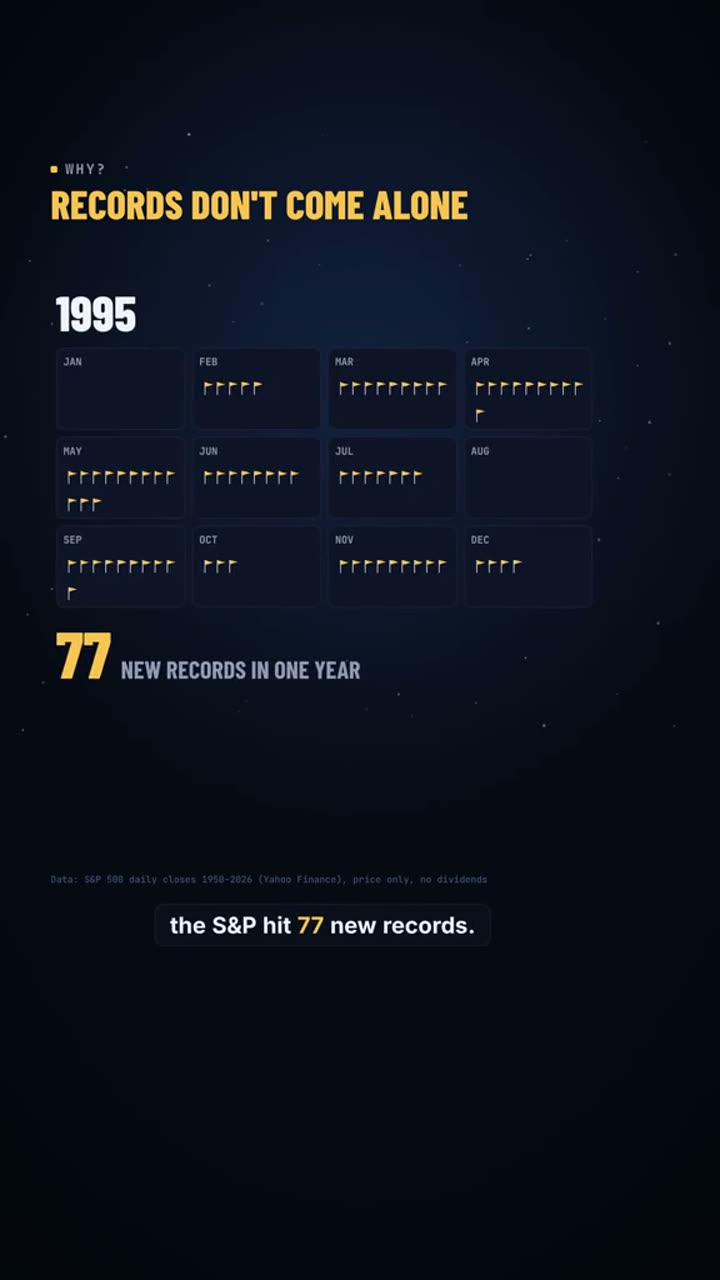 WHY?
RECORDS DON'T COME ALONE
1995
JAN
FEB
MAR
APR
MAY
JUN
JUL
AUG
SEP
OCT
NOV
DEC
77 NEW RECORDS IN ONE YEAR
Data: S&P 500 daily closes 1950–2026 (Yahoo Finance), price only, no dividends
the S&P hit 77 new records.